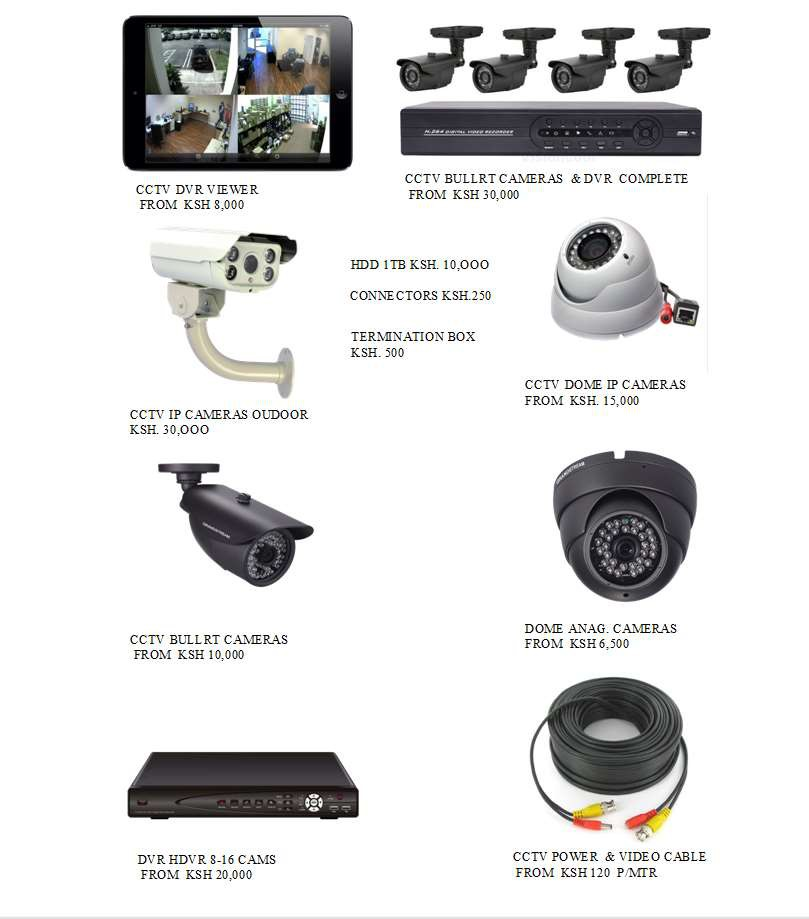 CCTV DVR VIEWER
FROM KSH 8,000
H.264 DIGITAL VIDEO RECORDER
CCTV BULLRT CAMERAS & DVR COMPLETE
FROM KSH 30,000
HDD 1TB KSH. 10,OOO
CONNECTORS KSH.250
TERMINATION BOX
KSH. 500
CCTV DOME IP CAMERAS
FROM KSH. 15,000
CCTV IP CAMERAS OUDOOR
KSH. 30,OOO
GRANDSTREAM
GRANDSTREAM
CCTV BULLRT CAMERAS
FROM KSH 10,000
DOME ANAG. CAMERAS
FROM KSH 6,500
DVR HDVR 8-16 CAMS
FROM KSH 20,000
CCTV POWER & VIDEO CABLE
FROM KSH 120 P/MTR